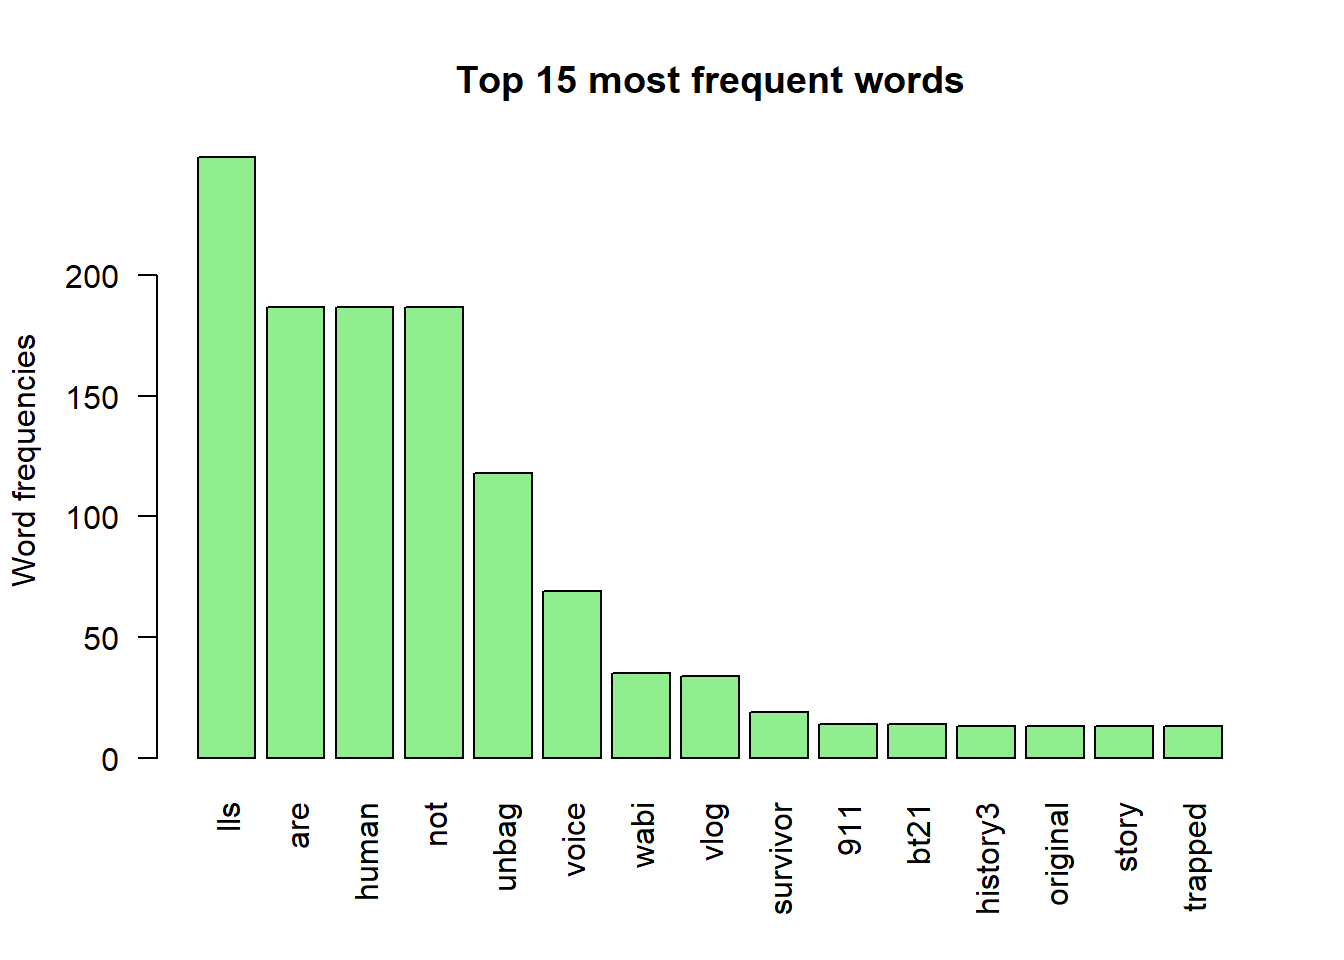 Top 15 most frequent words
Word frequencies
200
150
100
50
0
lls
are
human
not
unbag
voice
wabi
vlog
survivor
911
bt21
history3
original
story
trapped